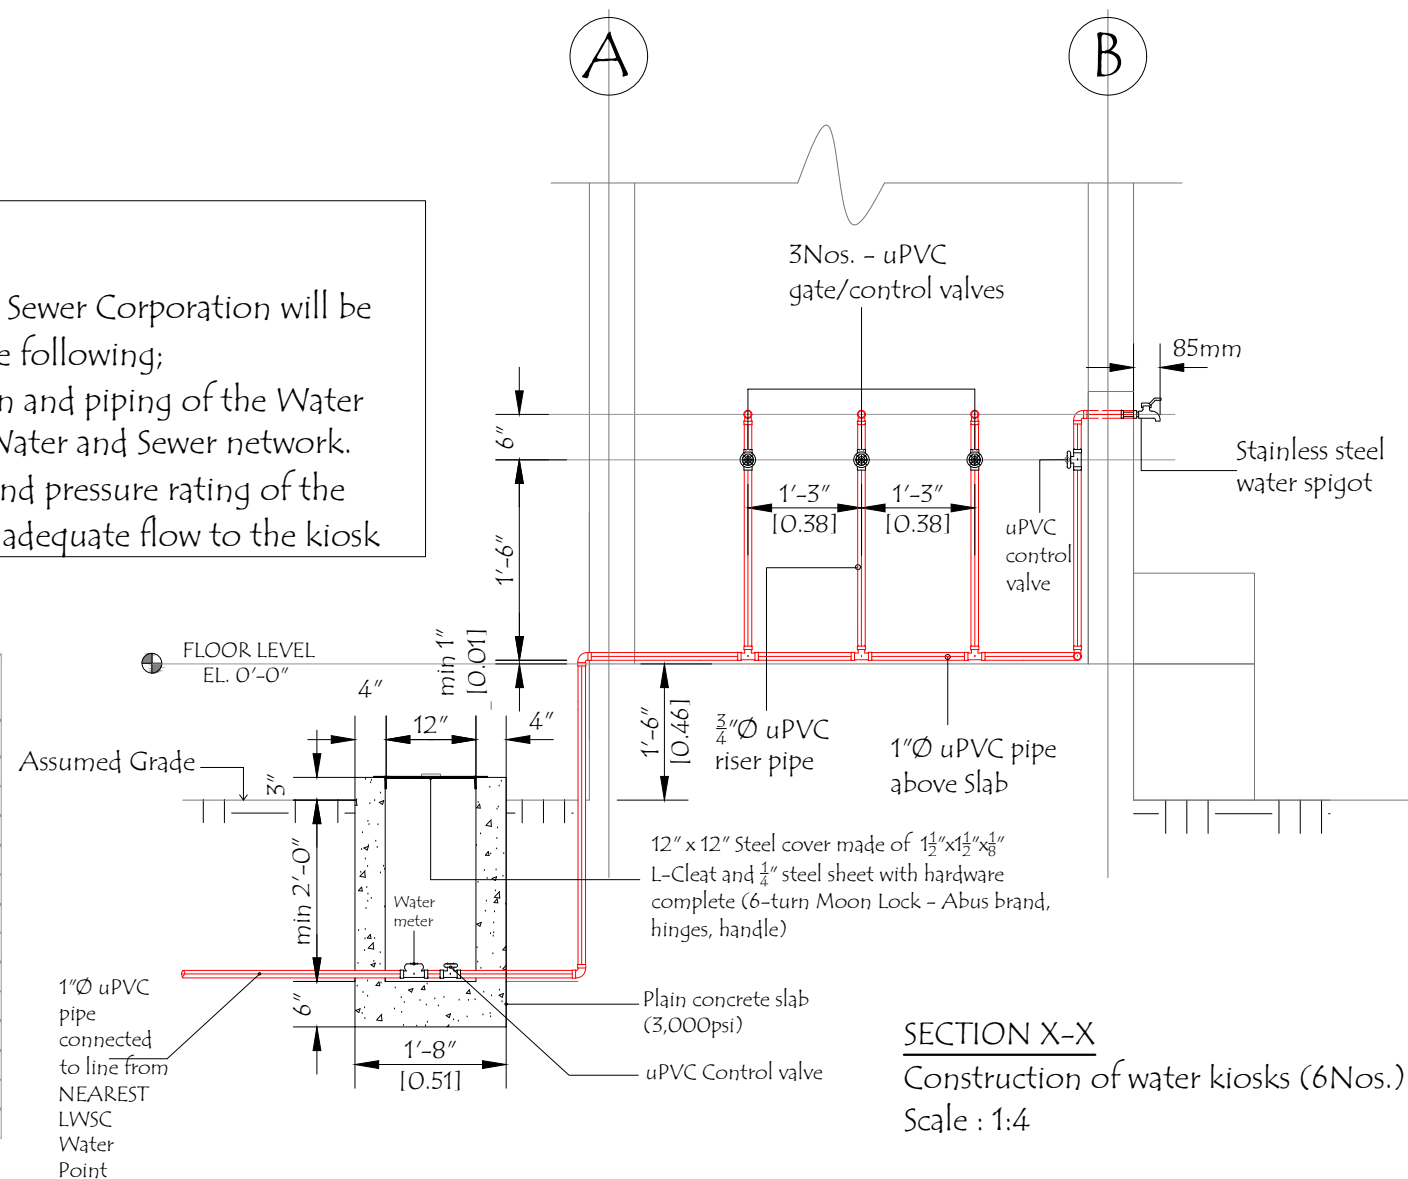 A
B
3Nos. - uPVC
gate/control valves
Sewer Corporation will be
e following;
n and piping of the Water
Water and Sewer network.
nd pressure rating of the
adequate flow to the kiosk
85mm
6"
Stainless steel
water spigot
1'-3"
[0.38]
1'-3"
[0.38]
uPVC
control
valve
1'-6"
FLOOR LEVEL
EL. 0'-0"
min 1"
[0.01]
4"
12"
4"
1'-6"
[0.46]
3/4"Ø uPVC
riser pipe
1"Ø uPVC pipe
above Slab
Assumed Grade
3"
12" x 12" Steel cover made of 1 1/2"x1 1/2"x1/8"
L-Cleat and 1/4" steel sheet with hardware
complete (6-turn Moon Lock - Abus brand,
hinges, handle)
min 2'-0"
Water
meter
1"Ø uPVC
pipe
connected
to line from
NEAREST
LWSC
Water
Point
6"
Plain concrete slab
(3,000psi)
1'-8"
[0.51]
uPVC Control valve
SECTION X-X
Construction of water kiosks (6Nos.)
Scale : 1:4